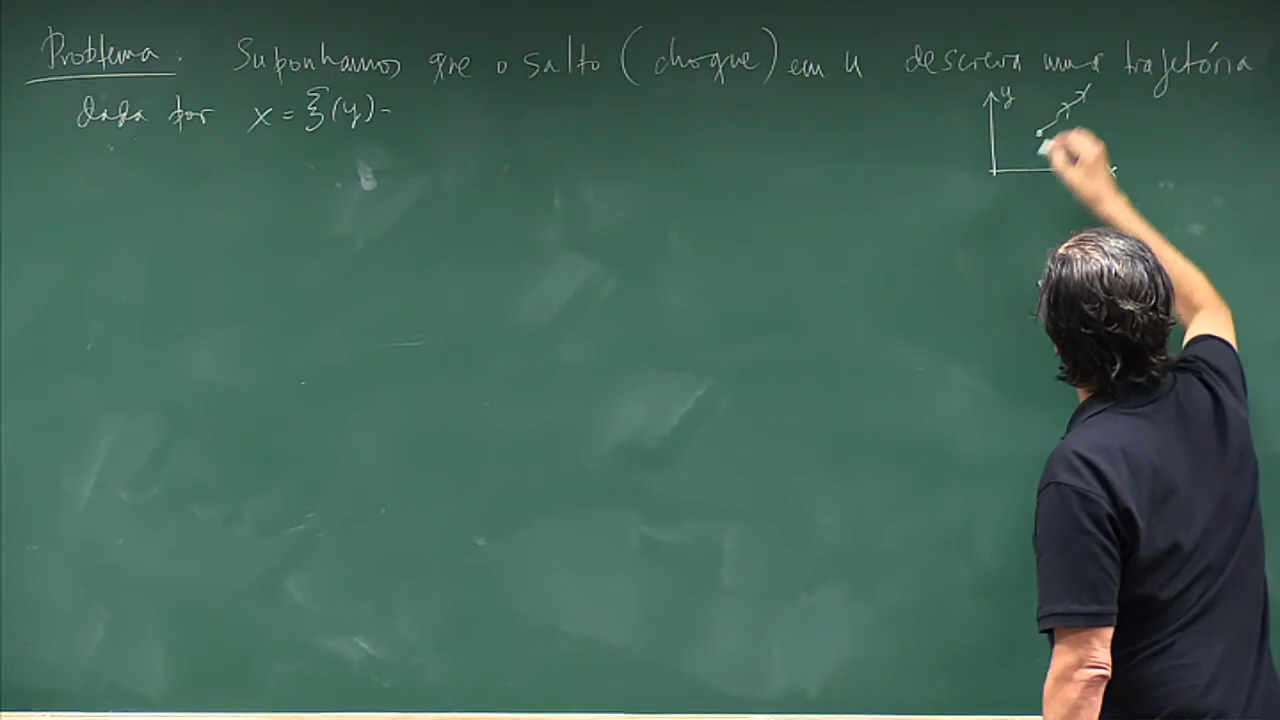 Problema: Suponhamos que o salto (choque) em u descreva uma trajetória
dada por x = ξ(y).
y
x